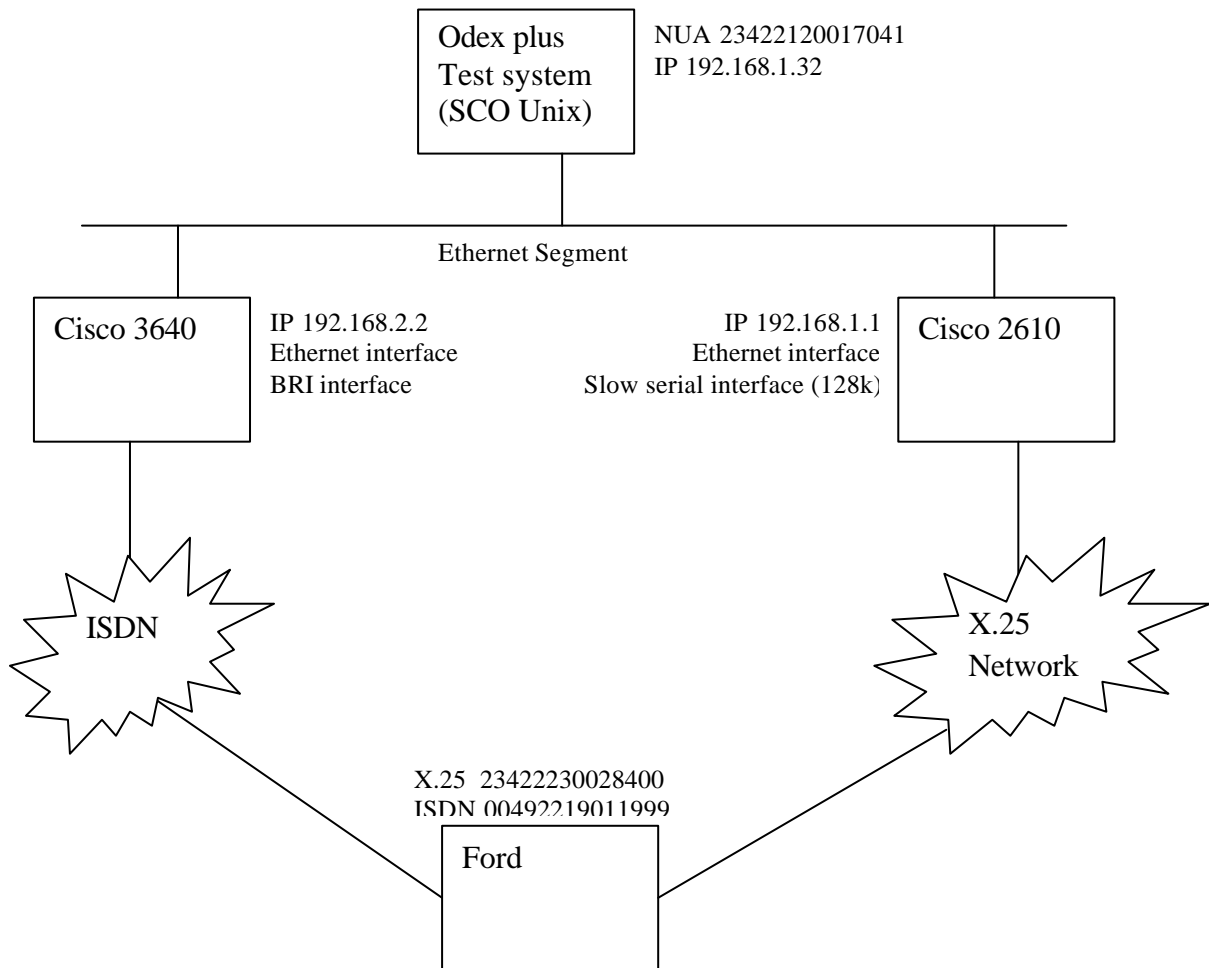 Odex plus
Test system
(SCO Unix)
NUA 23422120017041
IP 192.168.1.32
Ethernet Segment
Cisco 3640
IP 192.168.2.2
Ethernet interface
BRI interface
IP 192.168.1.1
Ethernet interface
Slow serial interface (128k)
Cisco 2610
ISDN
X.25
Network
X.25 23422230028400
ISDN 00492219011999
Ford